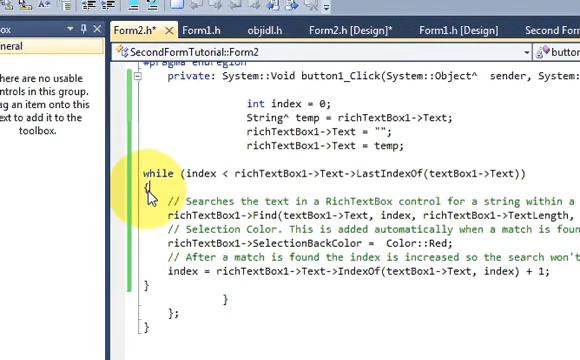 Form2.h* Form1.h objidl.h Form2.h [Design]* Form1.h [Design]
ox
eneral
here are no usable
ntrols in this group.
ag an item onto this
ext to add it to the
toolbox.
SecondFormTutorial::Form2
button
#pragma endregion
private: System::Void button1_Click(System::Object^ sender, System:
int index = 0;
String^ temp = richTextBox1->Text;
richTextBox1->Text = "";
richTextBox1->Text = temp;
while (index < richTextBox1->Text->LastIndexOf(textBox1->Text))
{
// Searches the text in a RichTextBox control for a string within a
richTextBox1->Find(textBox1->Text, index, richTextBox1->TextLength,
// Selection Color. This is added automatically when a match is foun
richTextBox1->SelectionBackColor = Color::Red;
// After a match is found the index is increased so the search won't
index = richTextBox1->Text->IndexOf(textBox1->Text, index) + 1;
}
}
};
}